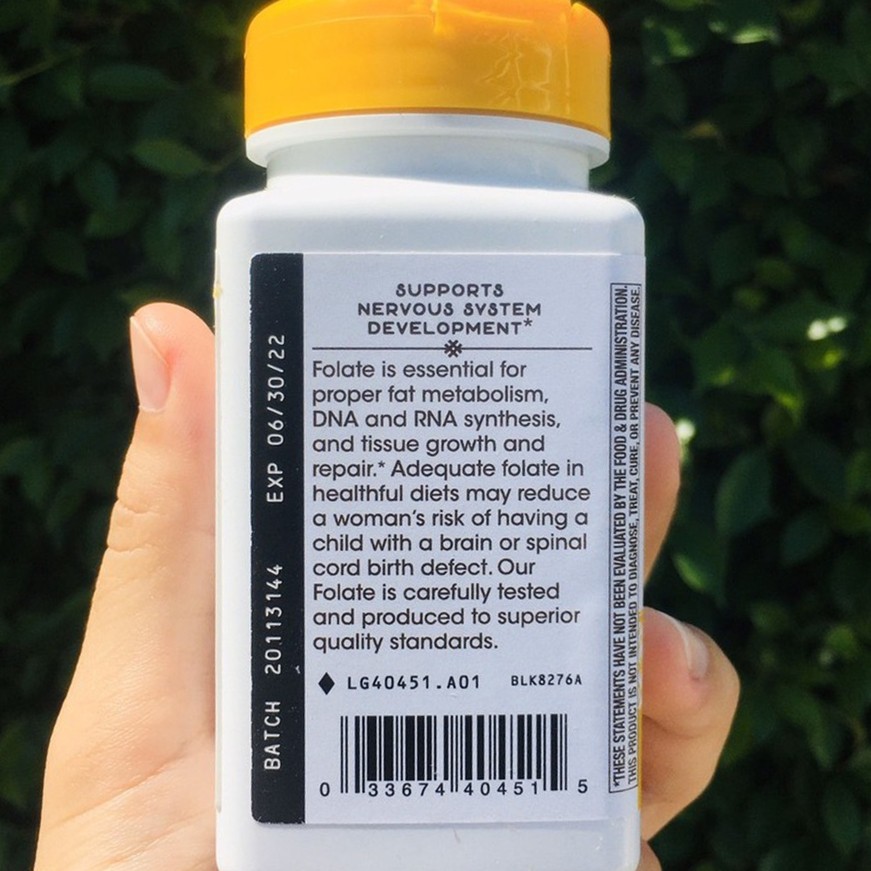 SUPPORTS
NERVOUS SYSTEM
DEVELOPMENT*
Folate is essential for
proper fat metabolism,
DNA and RNA synthesis,
and tissue growth and
repair.* Adequate folate in
healthful diets may reduce
a woman's risk of having a
child with a brain or spinal
cord birth defect. Our
Folate is carefully tested
and produced to superior
quality standards.
LG40451.A01 BLK8276A
0 33674 40451 5
BATCH 20113144 EXP 06/30/22
*THESE STATEMENTS HAVE NOT BEEN EVALUATED BY THE FOOD & DRUG ADMINISTRATION.
THIS PRODUCT IS NOT INTENDED TO DIAGNOSE, TREAT, CURE, OR PREVENT ANY DISEASE.